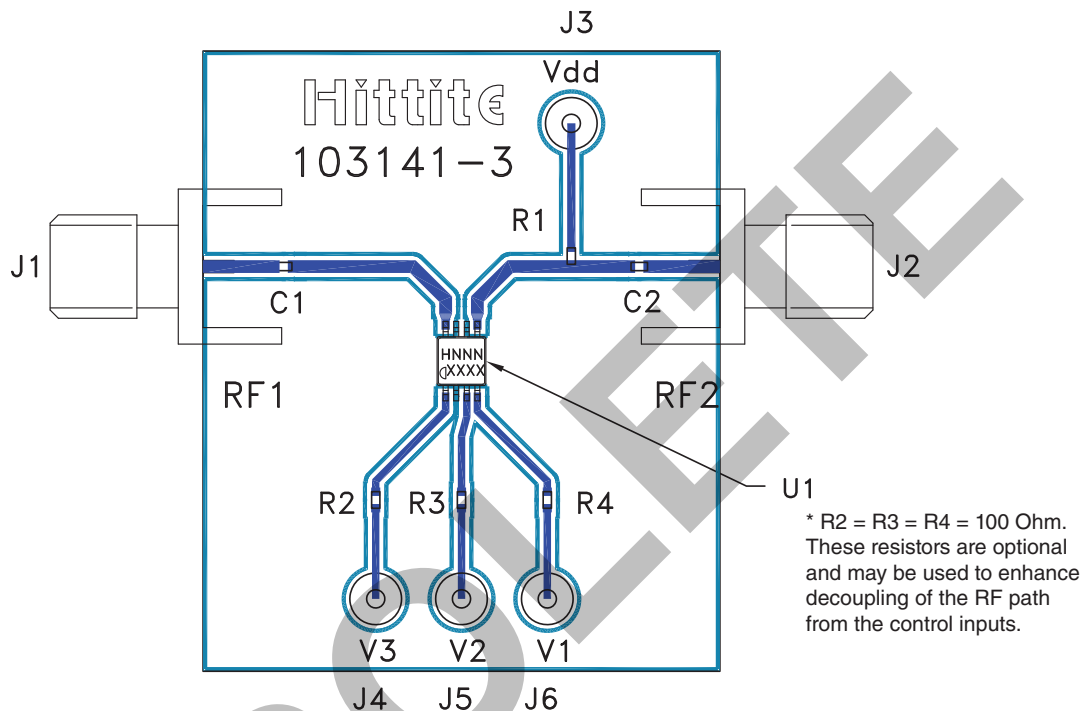 J3
Vdd
Hittite
103141-3
R1
J1
J2
C1
C2
HNNN
XXXX
RF1
RF2
U1
R2
R3
R4
* R2 = R3 = R4 = 100 Ohm.
These resistors are optional
and may be used to enhance
decoupling of the RF path
from the control inputs.
V3
V2
V1
J4
J5
J6
OLETE